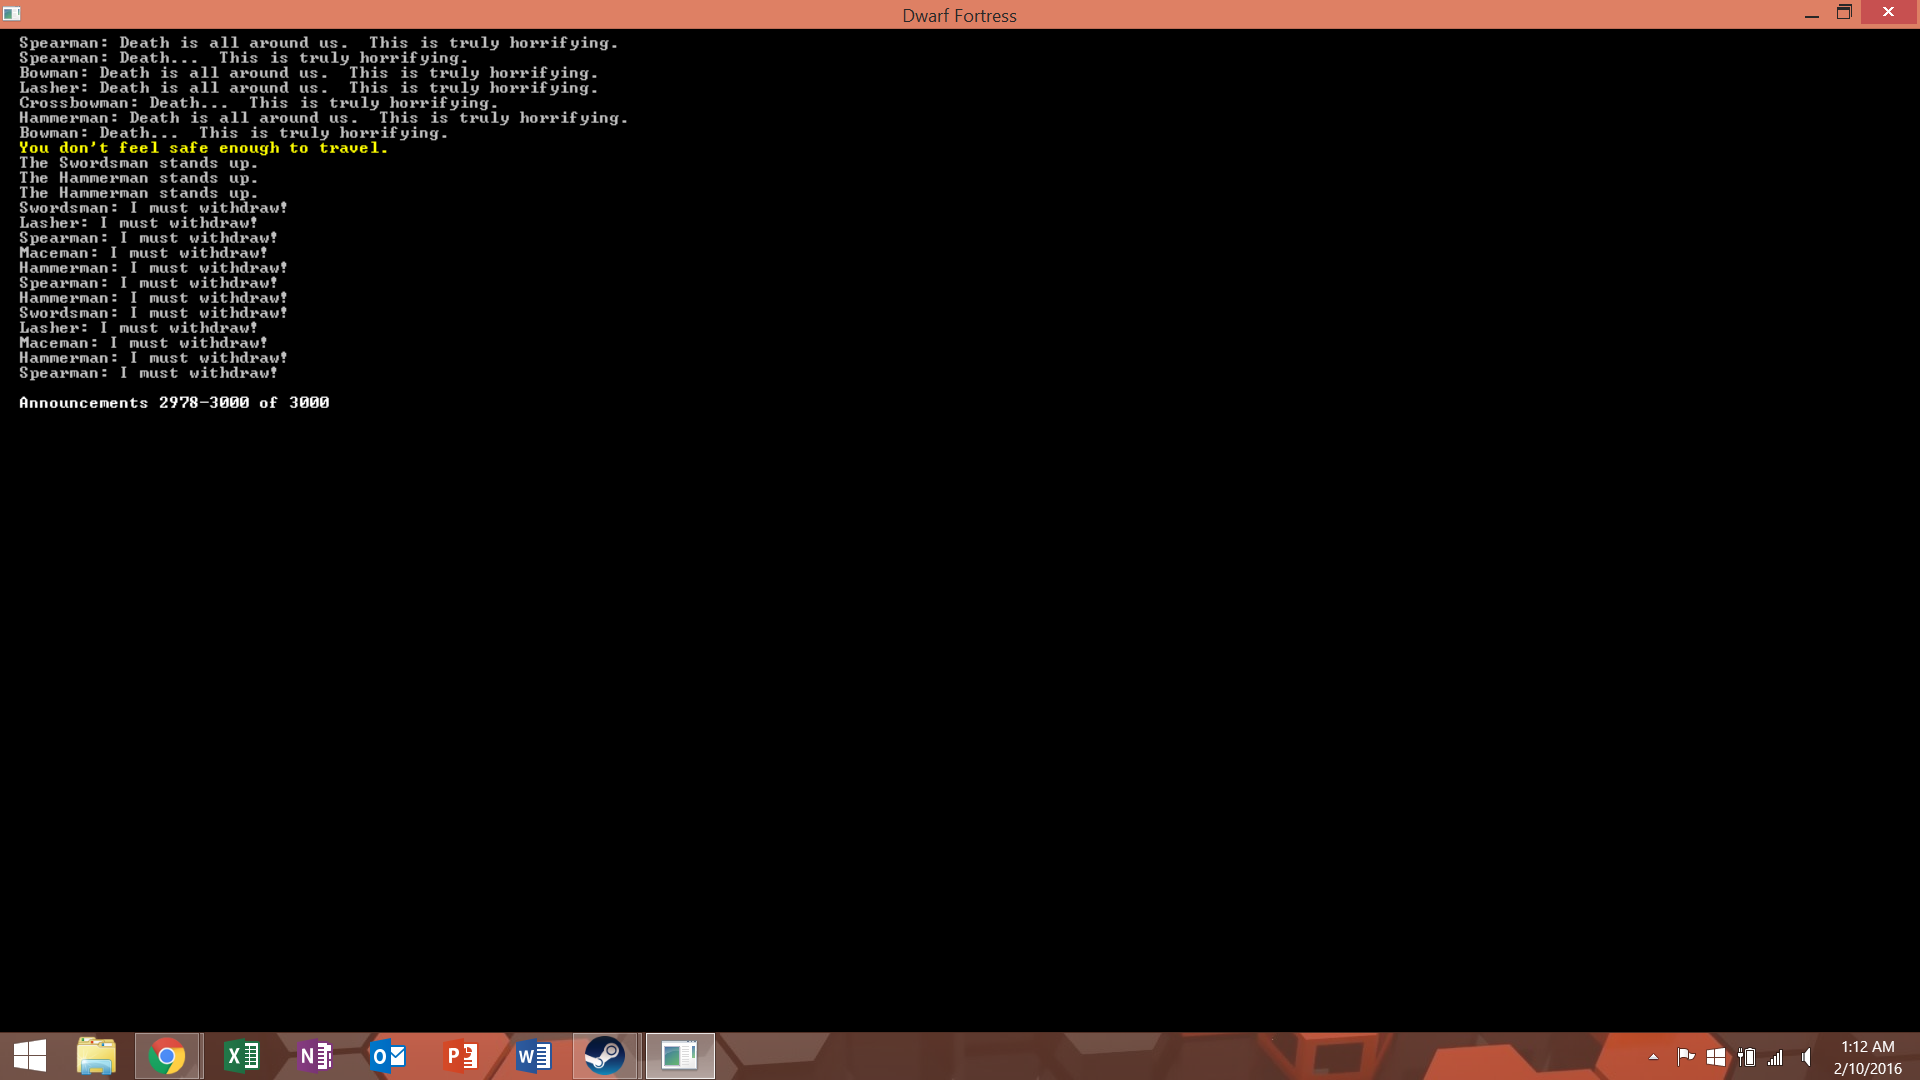 Dwarf Fortress
Spearman: Death is all around us.  This is truly horrifying.
Spearman: Death...  This is truly horrifying.
Bowman: Death is all around us.  This is truly horrifying.
Lasher: Death is all around us.  This is truly horrifying.
Crossbowman: Death...  This is truly horrifying.
Hammerman: Death is all around us.  This is truly horrifying.
Bowman: Death...  This is truly horrifying.
You don't feel safe enough to travel.
The Swordsman stands up.
The Hammerman stands up.
The Hammerman stands up.
Swordsman: I must withdraw!
Lasher: I must withdraw!
Spearman: I must withdraw!
Maceman: I must withdraw!
Hammerman: I must withdraw!
Spearman: I must withdraw!
Hammerman: I must withdraw!
Swordsman: I must withdraw!
Lasher: I must withdraw!
Maceman: I must withdraw!
Hammerman: I must withdraw!
Spearman: I must withdraw!
Announcements 2978-3000 of 3000
1:12 AM
2/10/2016